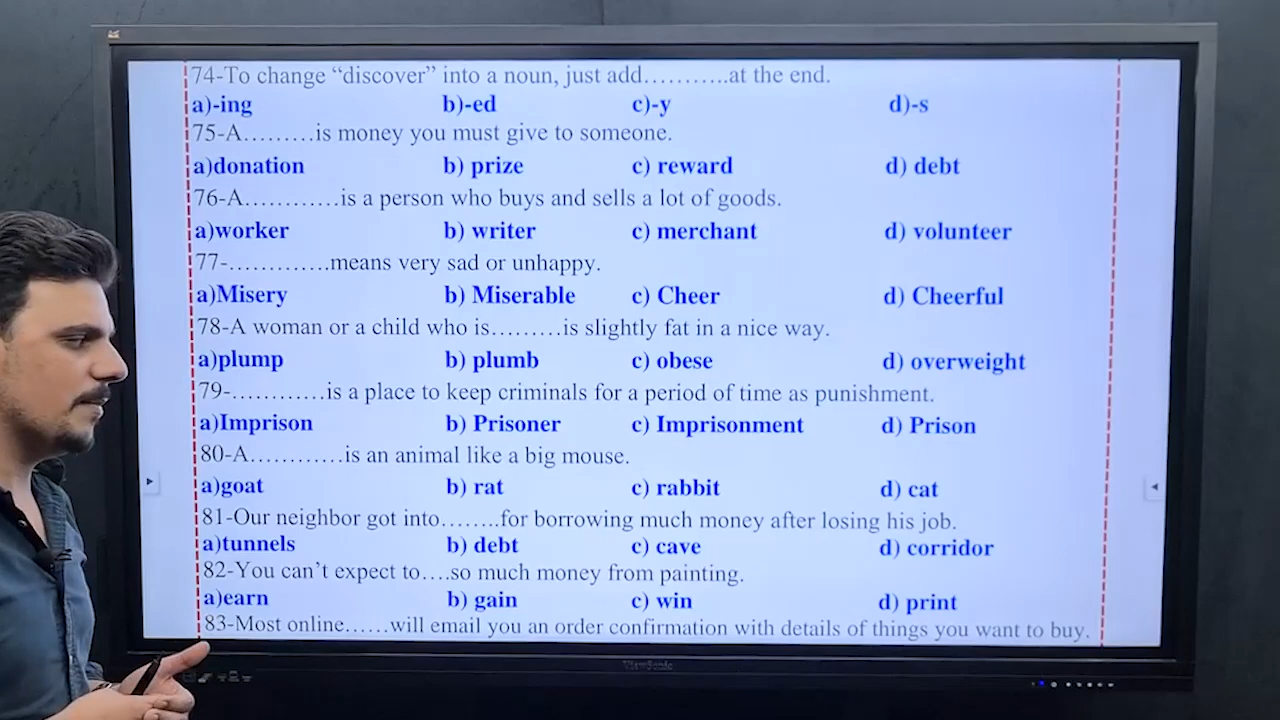 74-To change “discover” into a noun, just add………..at the end.
a)-ing b)-ed c)-y d)-s
75-A………is money you must give to someone.
a)donation b) prize c) reward d) debt
76-A…………is a person who buys and sells a lot of goods.
a)worker b) writer c) merchant d) volunteer
77-………….means very sad or unhappy.
a)Misery b) Miserable c) Cheer d) Cheerful
78-A woman or a child who is………is slightly fat in a nice way.
a)plump b) plumb c) obese d) overweight
79-…………is a place to keep criminals for a period of time as punishment.
a)Imprison b) Prisoner c) Imprisonment d) Prison
80-A…………is an animal like a big mouse.
a)goat b) rat c) rabbit d) cat
81-Our neighbor got into……..for borrowing much money after losing his job.
a)tunnels b) debt c) cave d) corridor
82-You can’t expect to….so much money from painting.
a)earn b) gain c) win d) print
83-Most online……will email you an order confirmation with details of things you want to buy.
ViewSonic